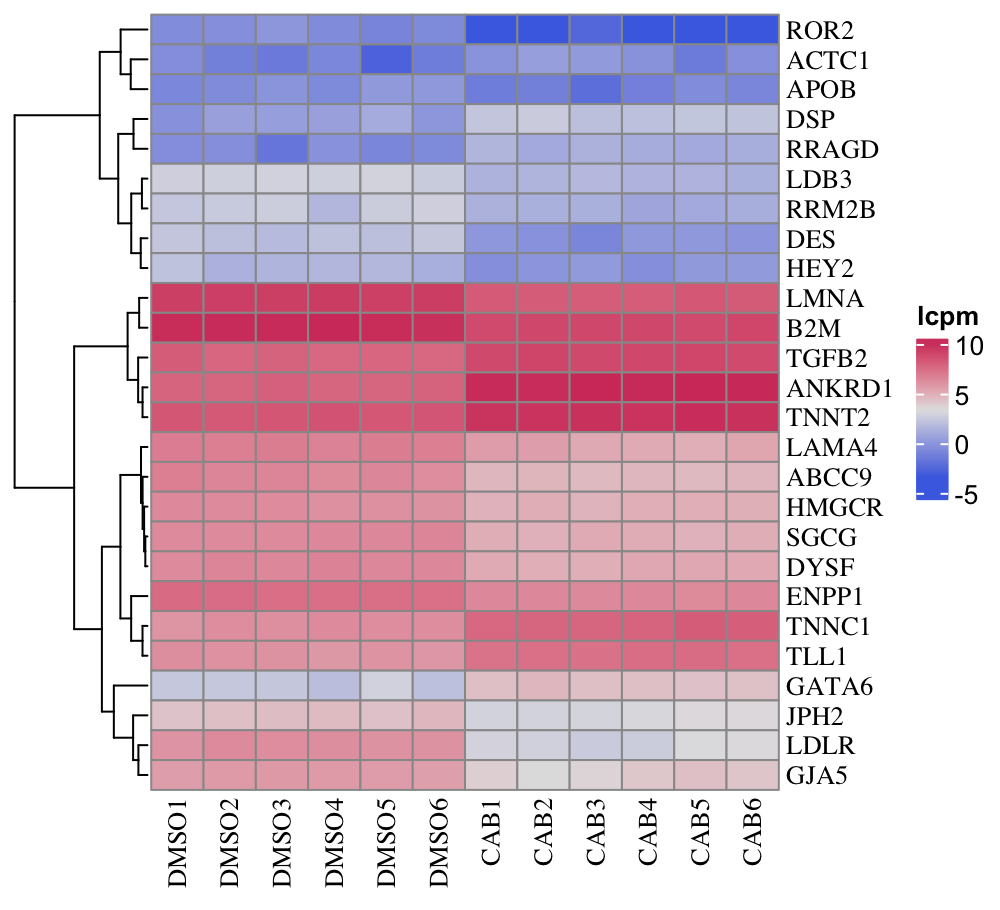 ROR2
ACTC1
APOB
DSP
RRAGD
LDB3
RRM2B
DES
HEY2
LMNA
B2M
TGFB2
ANKRD1
TNNT2
LAMA4
ABCC9
HMGCR
SGCG
DYSF
ENPP1
TNNC1
TLL1
GATA6
JPH2
LDLR
GJA5
lcpm
10
5
0
-5
DMSO1
DMSO2
DMSO3
DMSO4
DMSO5
DMSO6
CAB1
CAB2
CAB3
CAB4
CAB5
CAB6